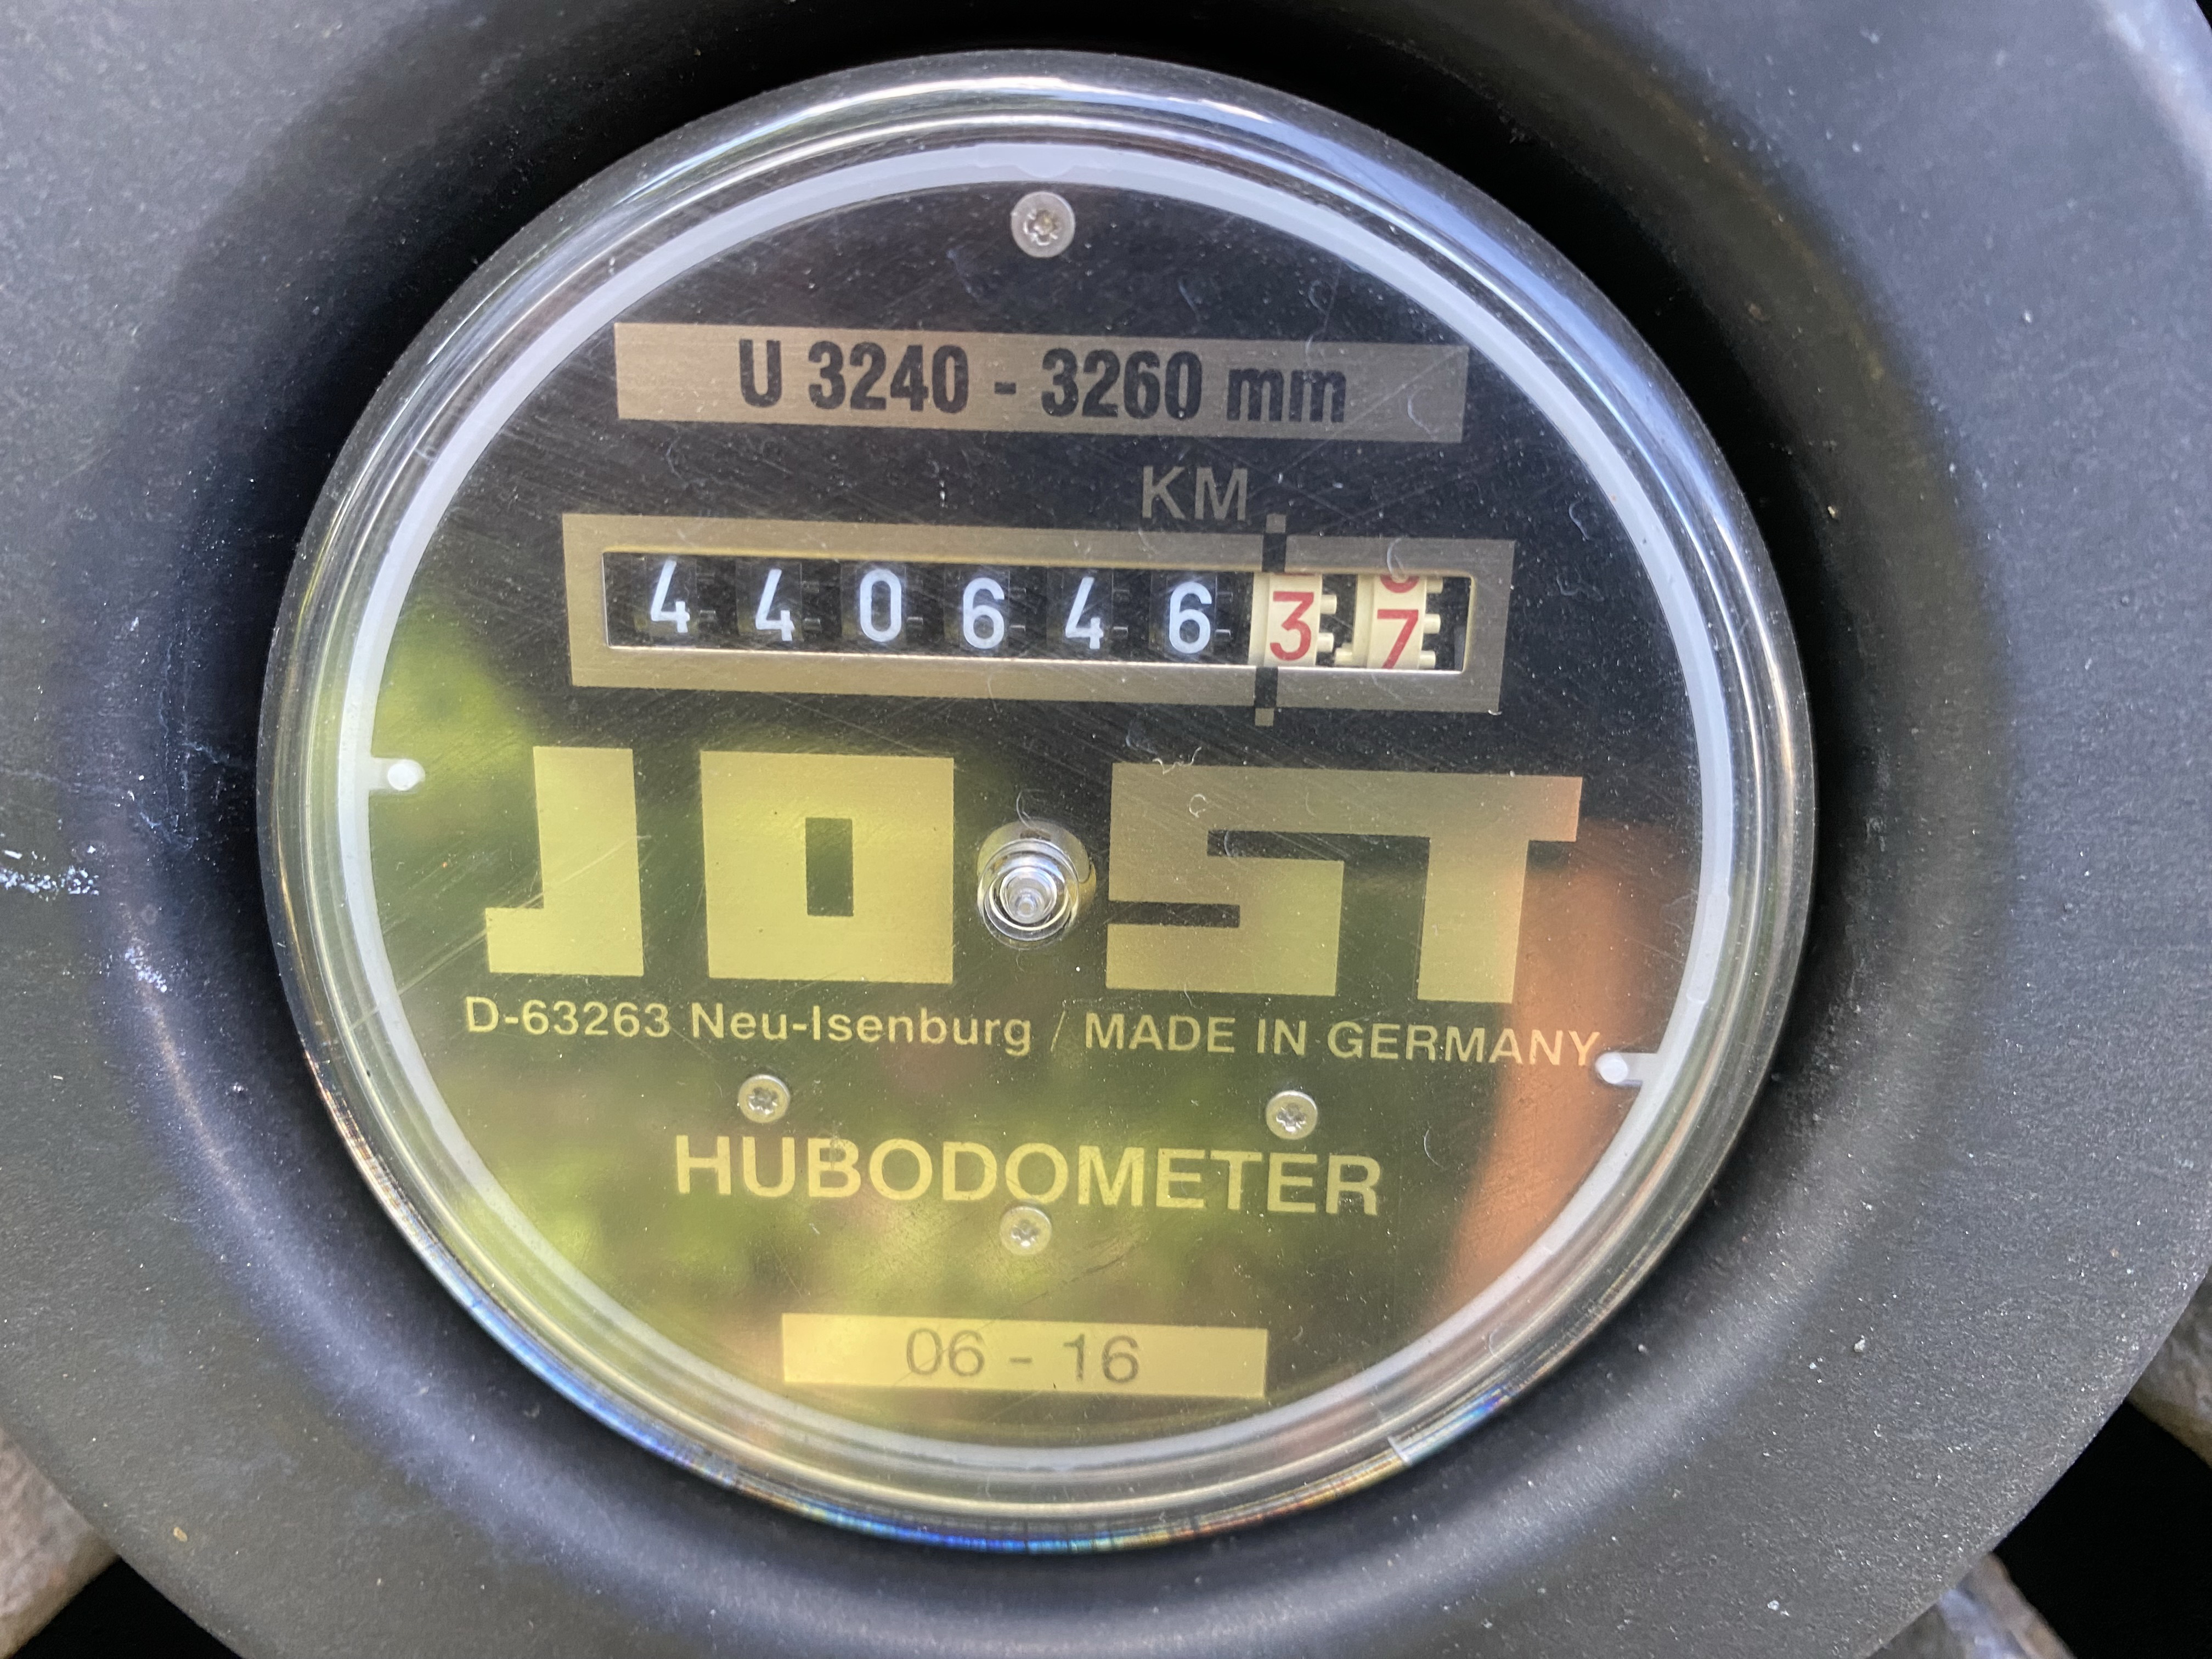 U 3240 - 3260 mm
KM
44064637
JOST
D-63263 Neu-Isenburg / MADE IN GERMANY
HUBODOMETER
06 - 16